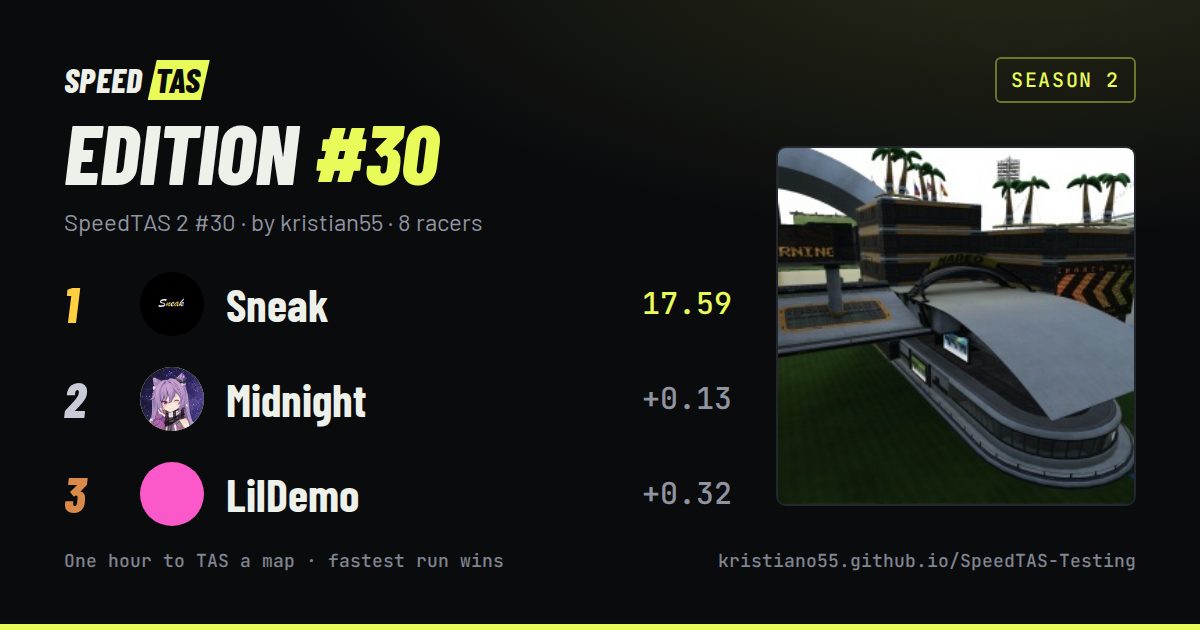 SPEED TAS
SEASON 2
EDITION #30
SpeedTAS 2 #30 · by kristian55 · 8 racers
1 Sneak Sneak 17.59
2 Midnight +0.13
3 LilDemo +0.32
RNING
One hour to TAS a map · fastest run wins
kristiano55.github.io/SpeedTAS-Testing